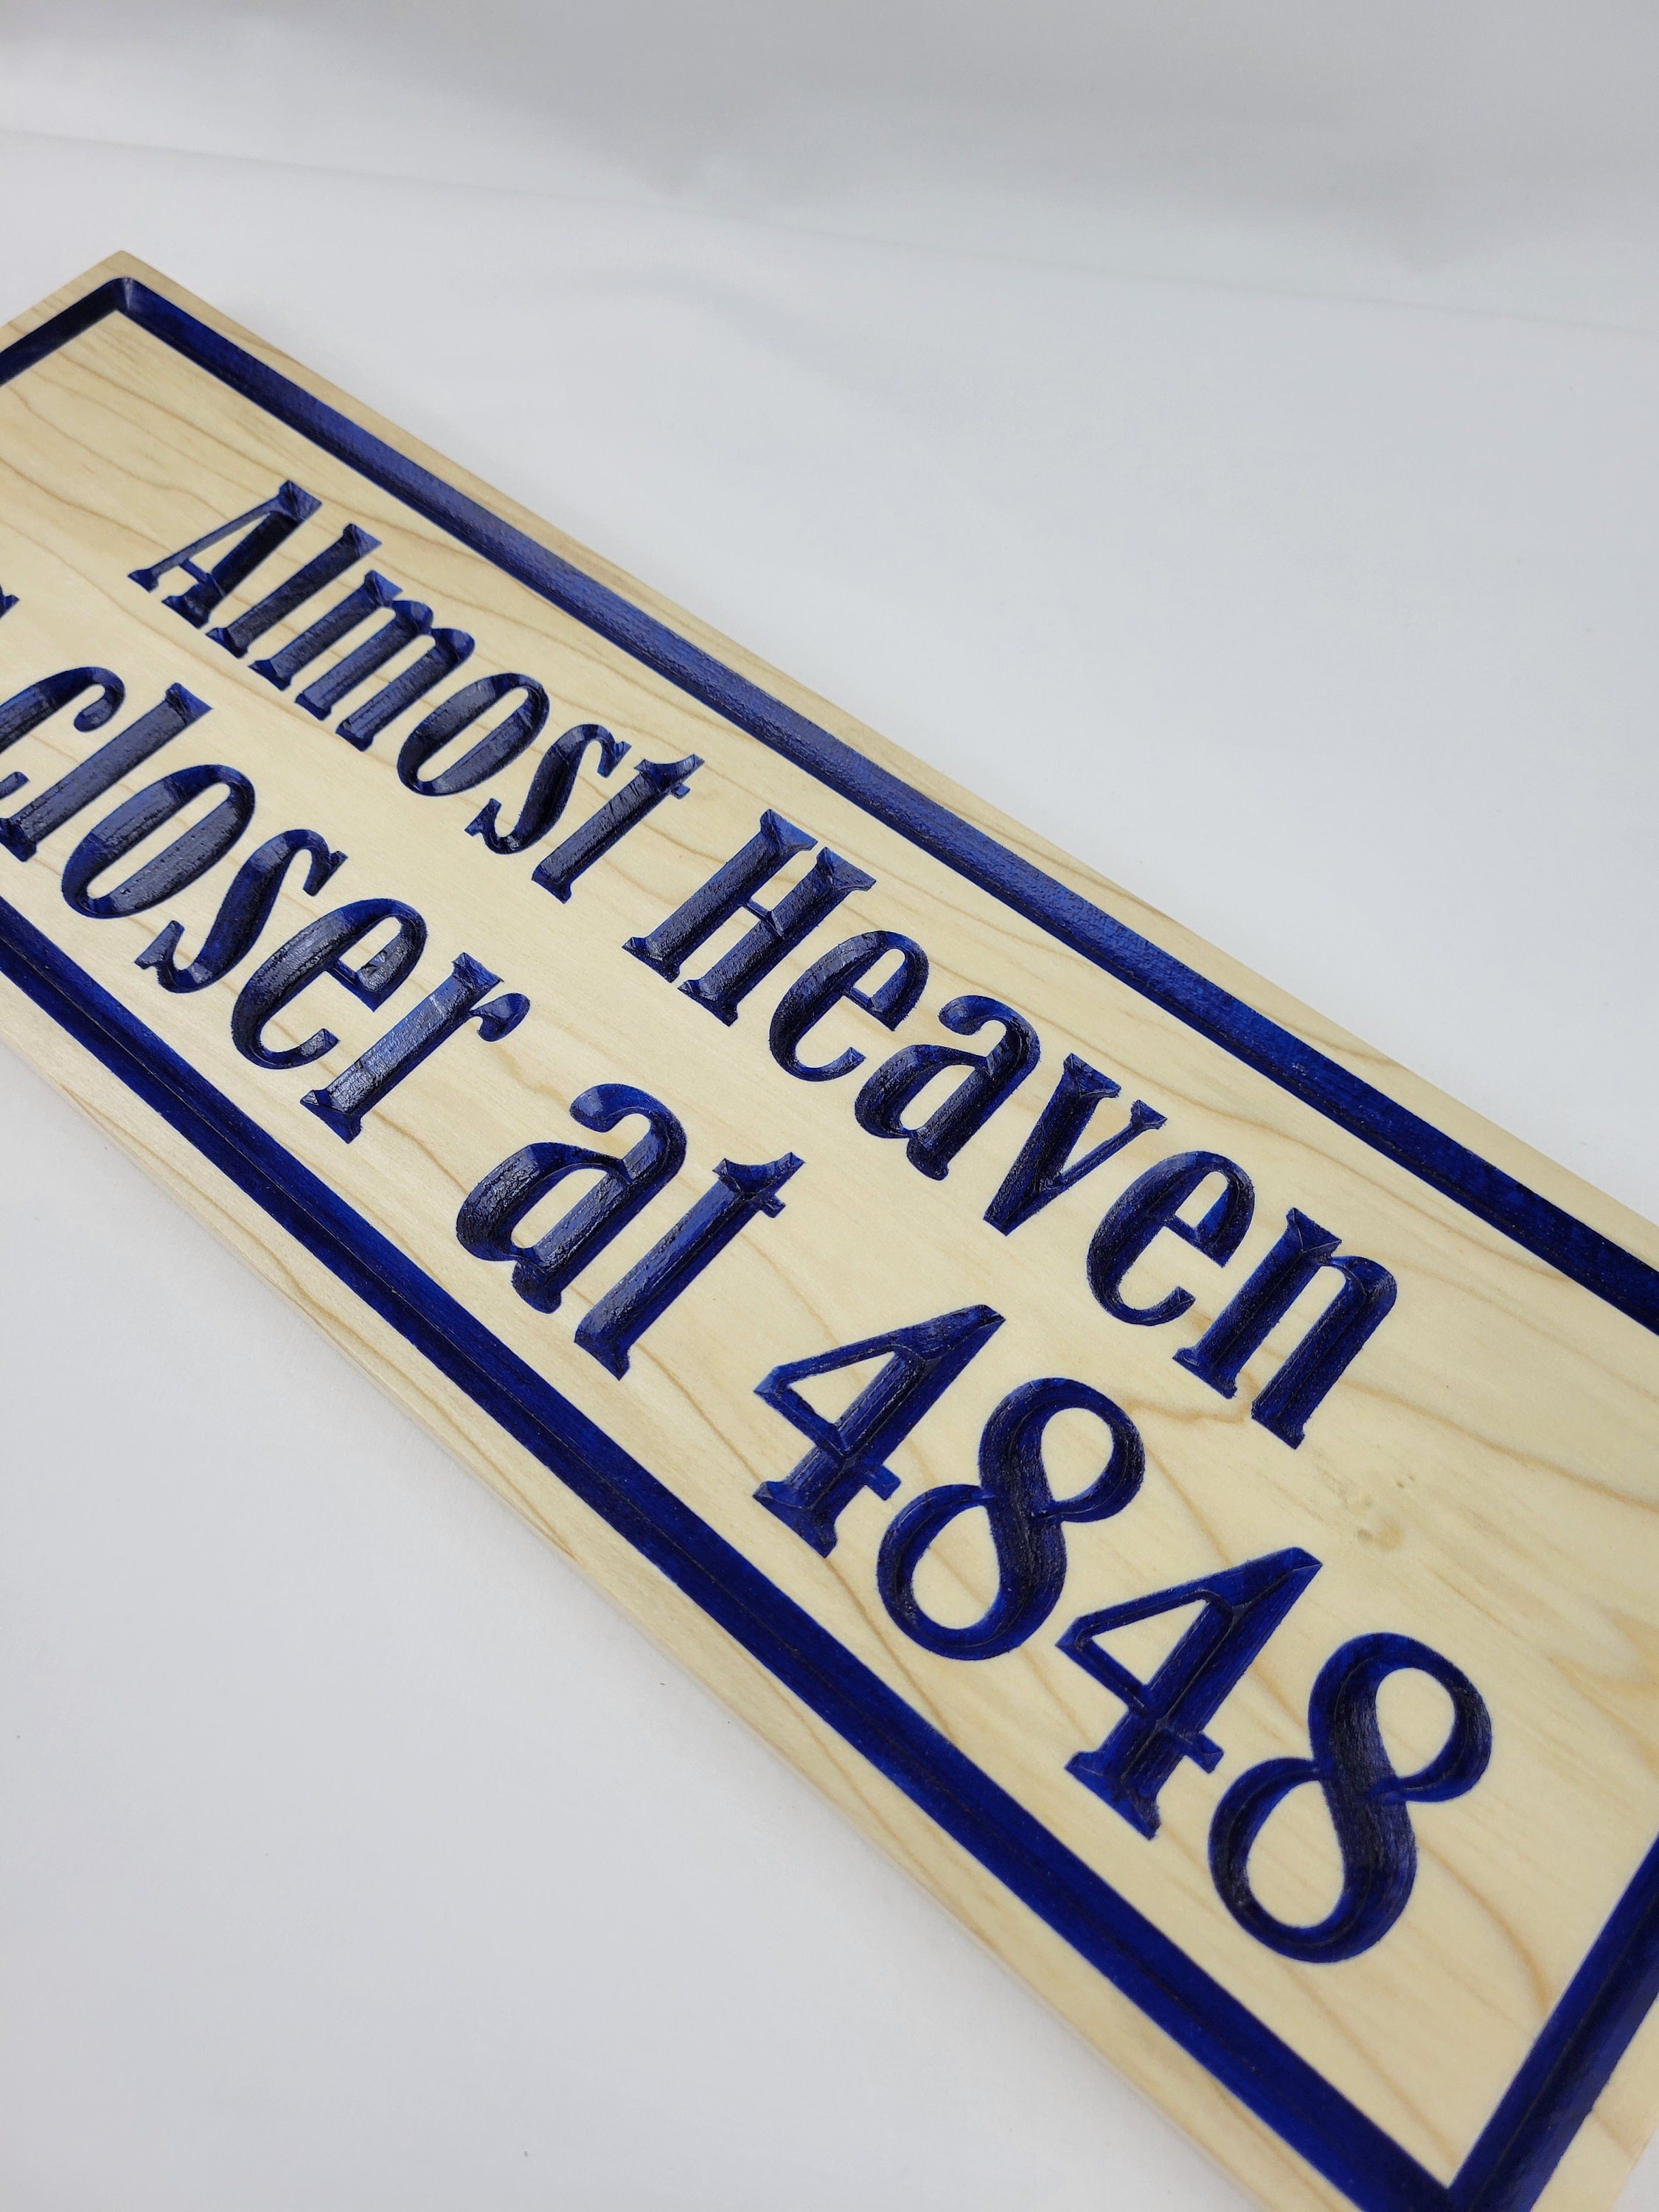 Almost Heaven
closer at 4848